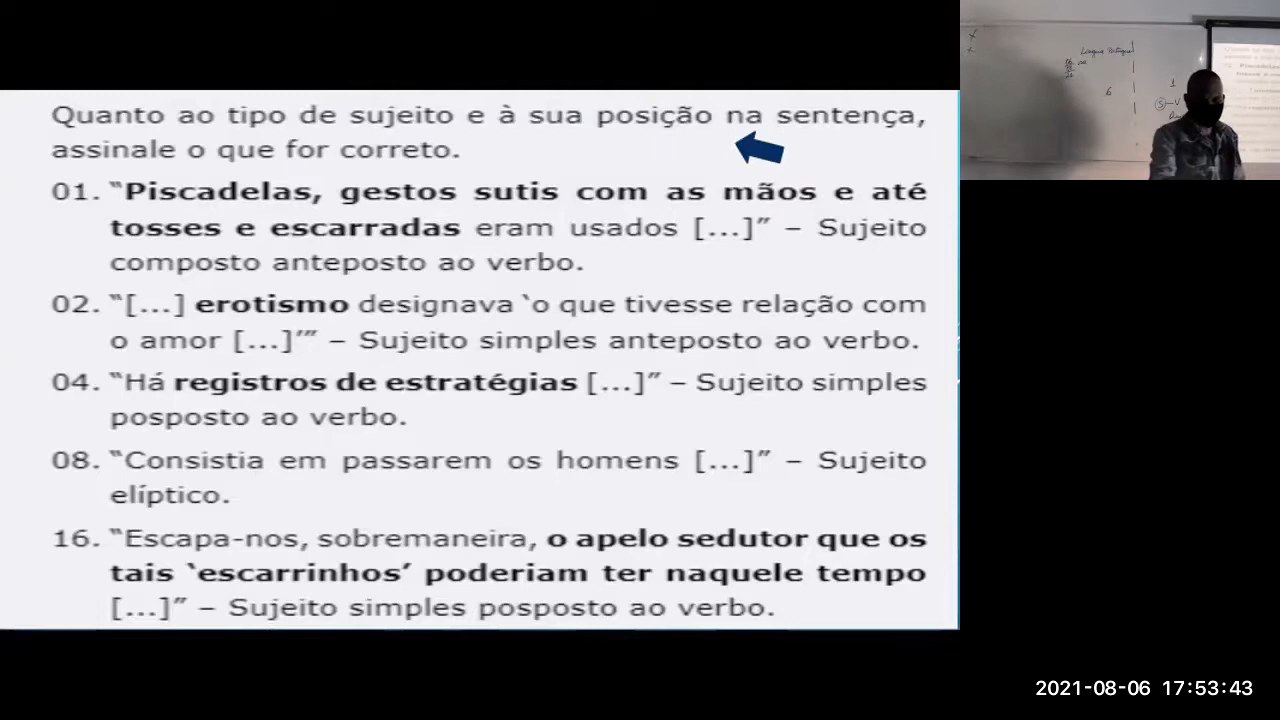 Quanto ao tipo de sujeito e à sua posição na sentença,
assinale o que for correto.
01. “Piscadelas, gestos sutis com as mãos e até
tosses e escarradas eram usados [...]” – Sujeito
composto anteposto ao verbo.
02. “[...] erotismo designava ‘o que tivesse relação com
o amor [...]’” – Sujeito simples anteposto ao verbo.
04. “Há registros de estratégias [...]” – Sujeito simples
posposto ao verbo.
08. “Consistia em passarem os homens [...]” – Sujeito
elíptico.
16. “Escapa-nos, sobremaneira, o apelo sedutor que os
tais ‘escarrinhos’ poderiam ter naquele tempo
[...]” – Sujeito simples posposto ao verbo.
Língua Portuguesa
6
1
S-V
2021-08-06 17:53:43